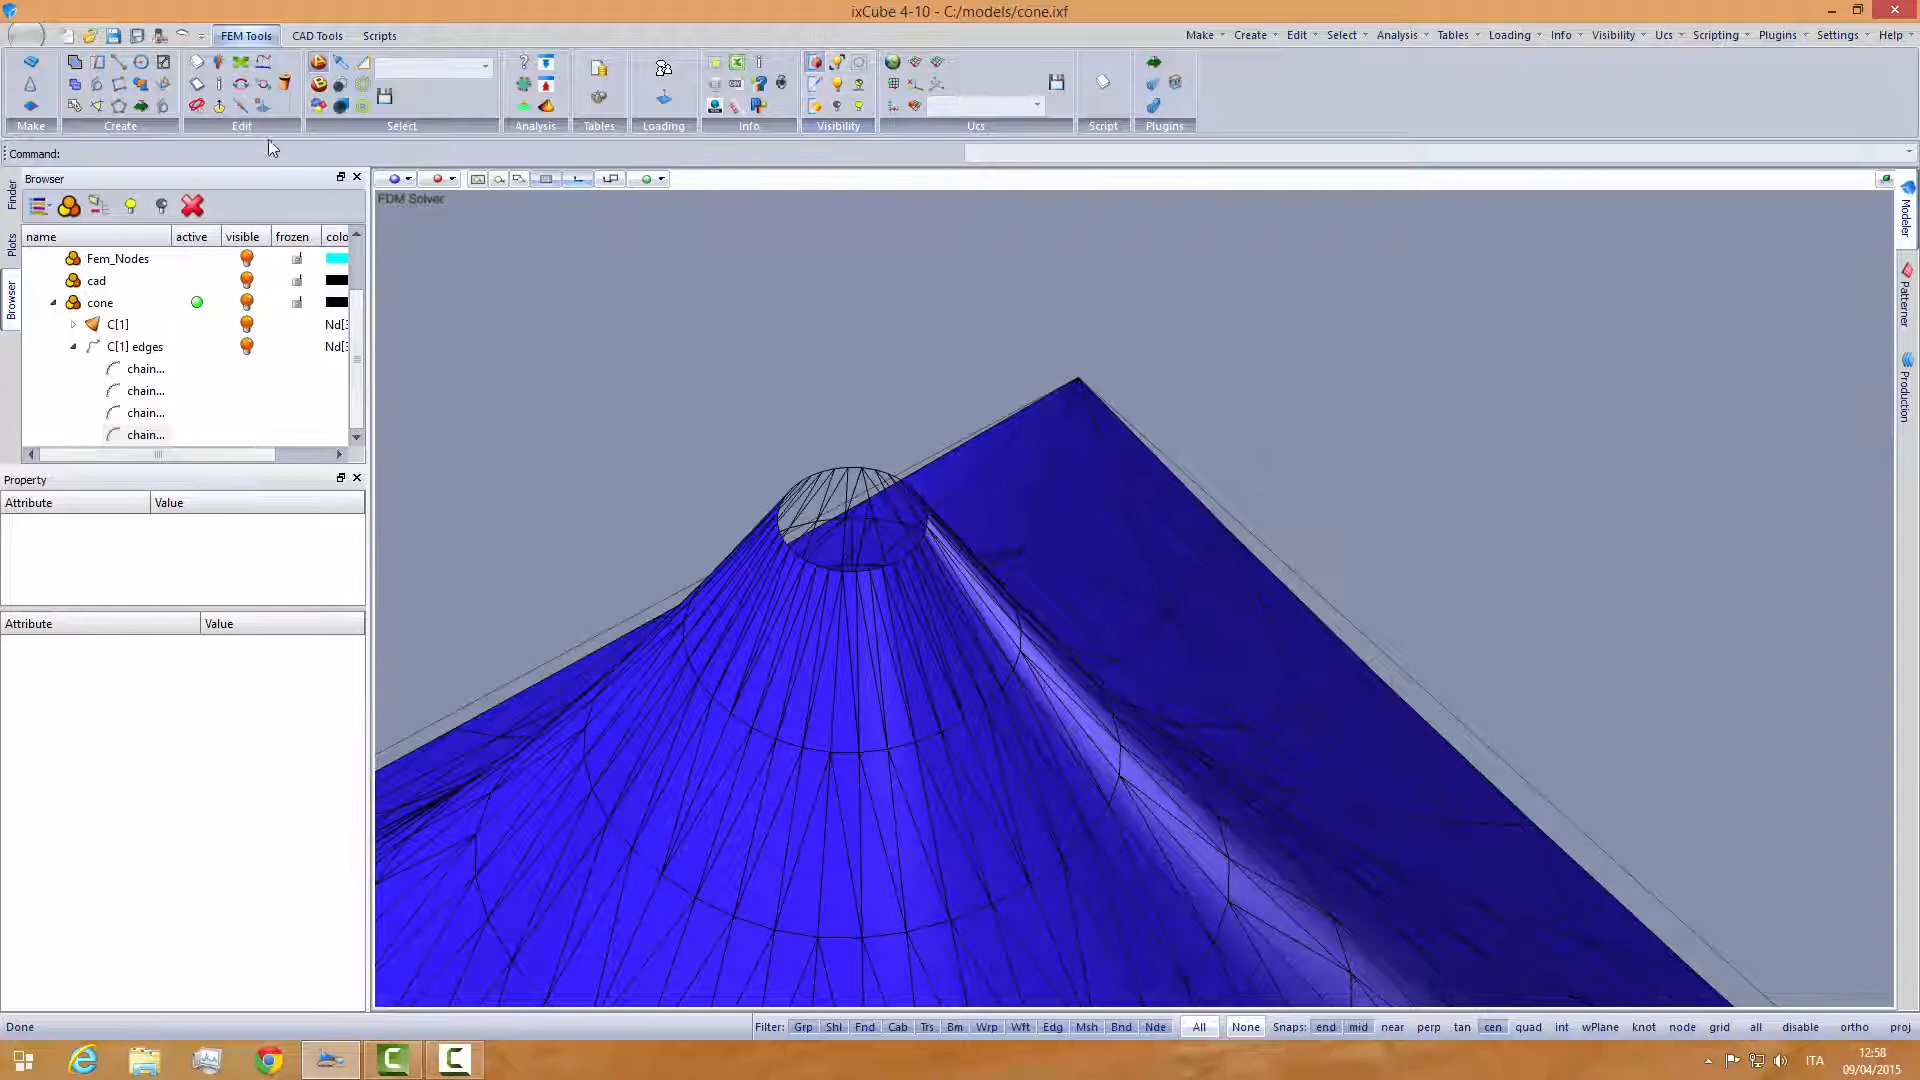 ixCube 4-10 - C:/models/cone.ixf
FEM Tools CAD Tools Scripts
Make Create Edit Select Analysis Tables Loading Info Visibility Ucs Scripting Plugins Settings Help
Make Create Edit Select Analysis Tables Loading Info Visibility Ucs Script Plugins
Command:
Browser
Finder
Plots
Browser
name active visible frozen colo
Fem_Nodes
cad
cone
C[1] Nd[3
C[1] edges Nd[3
chain...
chain...
chain...
chain...
Property
Attribute Value
Attribute Value
FDM Solver
Modeler
Patterner
Production
Done
Filter: Grp Shl Fnd Cab Trs Bm Wrp Wft Edg Msh Bnd Nde All None Snaps: end mid near perp tan cen quad int wPlane knot node grid all disable ortho proj
ITA
12:58
09/04/2015